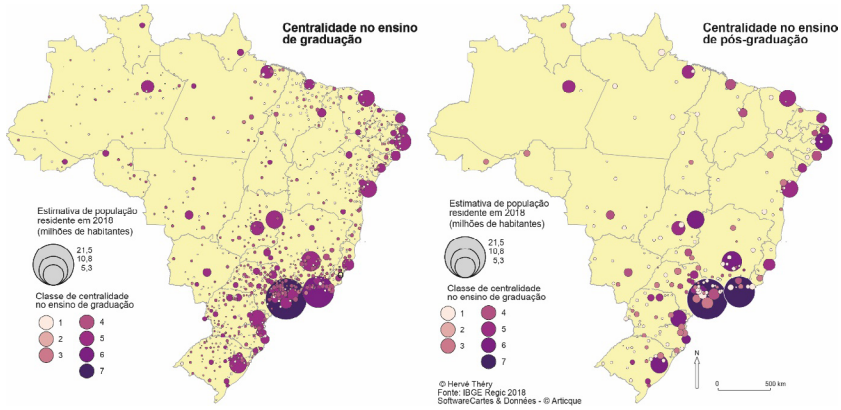 Centralidade no ensino
de graduação
Estimativa de população
residente em 2018
(milhões de habitantes)
21,5
10,8
5,3
Classe de centralidade
no ensino de graduação
1
2
3
4
5
6
7
Centralidade no ensino
de pós-graduação
Estimativa de população
residente em 2018
(milhões de habitantes)
21,5
10,8
5,3
Classe de centralidade
no ensino de graduação
1
2
3
4
5
6
7
© Hervé Théry
Fonte: IBGE Regic 2018
SoftwareCartes & Données - © Articque
N
0 500 km